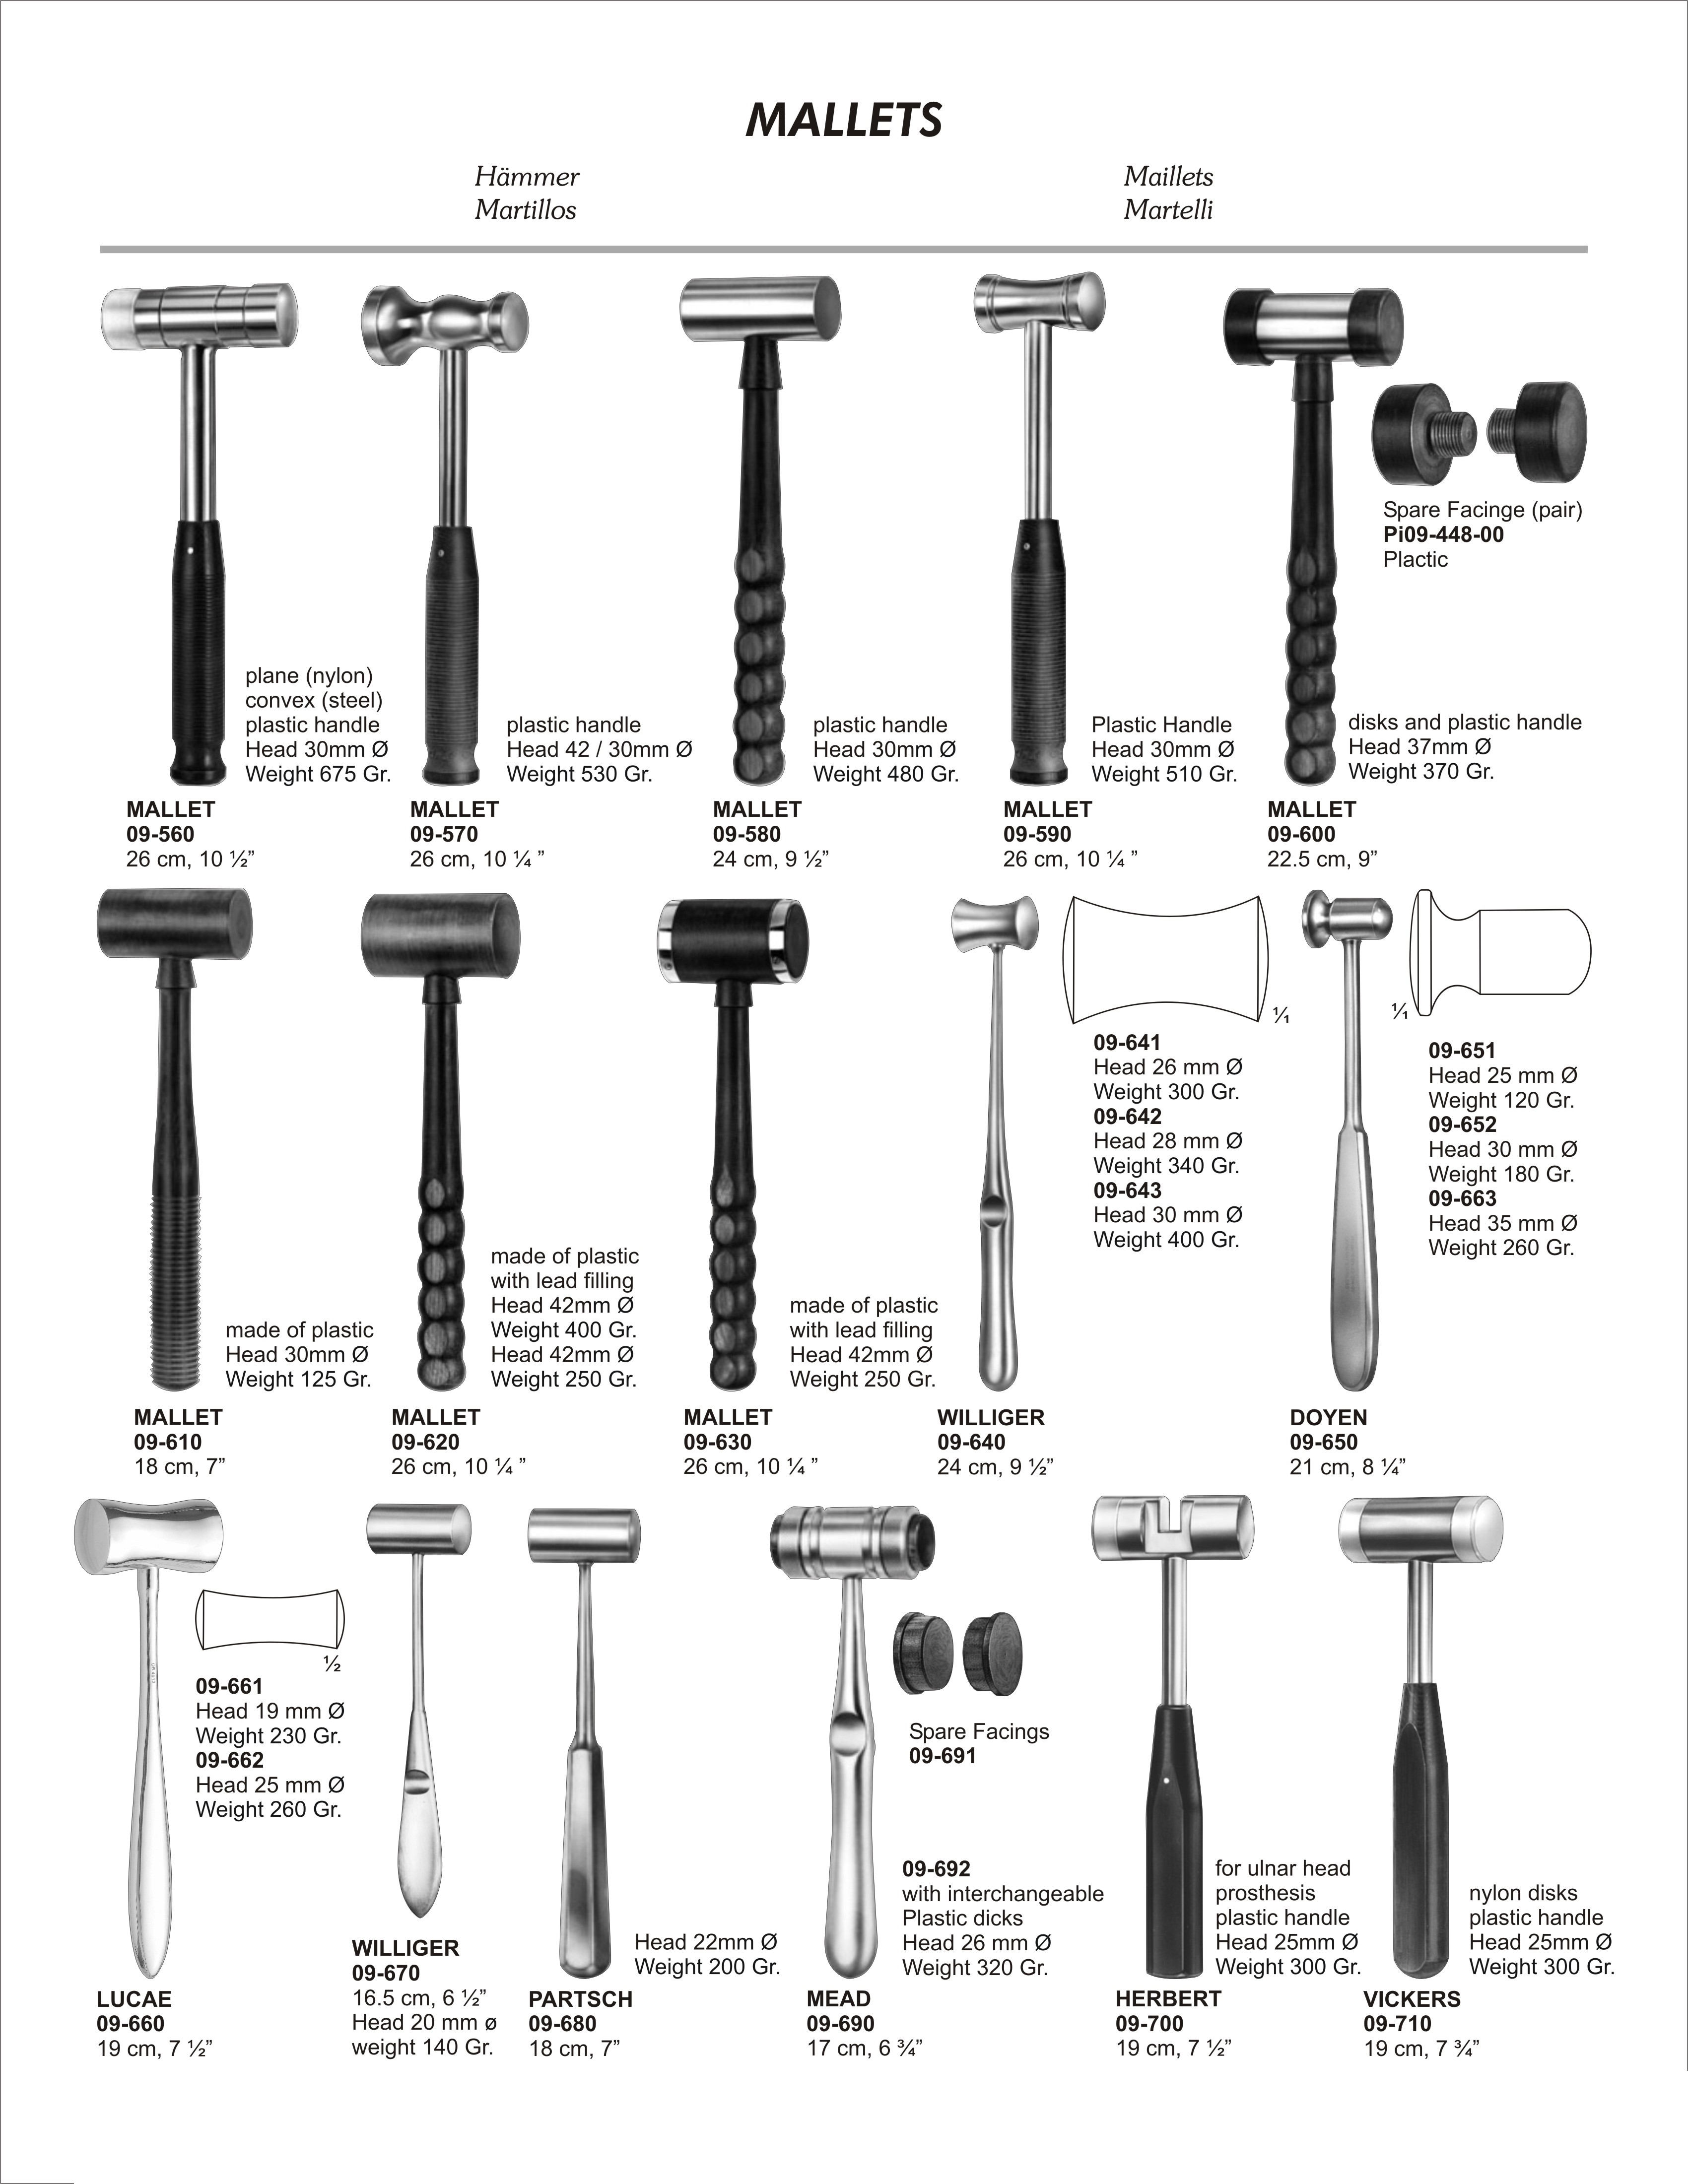 MALLETS
Hämmer
Martillos
Maillets
Martelli
plane (nylon)
convex (steel)
plastic handle
Head 30mm Ø
Weight 675 Gr.
MALLET
09-560
26 cm, 10 ½”
plastic handle
Head 42 / 30mm Ø
Weight 530 Gr.
MALLET
09-570
26 cm, 10 ¼ ”
plastic handle
Head 30mm Ø
Weight 480 Gr.
MALLET
09-580
24 cm, 9 ½”
Plastic Handle
Head 30mm Ø
Weight 510 Gr.
MALLET
09-590
26 cm, 10 ¼ ”
Spare Facinge (pair)
Pi09-448-00
Plactic
disks and plastic handle
Head 37mm Ø
Weight 370 Gr.
MALLET
09-600
22.5 cm, 9”
made of plastic
Head 30mm Ø
Weight 125 Gr.
MALLET
09-610
18 cm, 7”
made of plastic
with lead filling
Head 42mm Ø
Weight 400 Gr.
Head 42mm Ø
Weight 250 Gr.
MALLET
09-620
26 cm, 10 ¼ ”
made of plastic
with lead filling
Head 42mm Ø
Weight 250 Gr.
MALLET
09-630
26 cm, 10 ¼ ”
¹⁄₁
09-641
Head 26 mm Ø
Weight 300 Gr.
09-642
Head 28 mm Ø
Weight 340 Gr.
09-643
Head 30 mm Ø
Weight 400 Gr.
WILLIGER
09-640
24 cm, 9 ½”
¹⁄₁
09-651
Head 25 mm Ø
Weight 120 Gr.
09-652
Head 30 mm Ø
Weight 180 Gr.
09-663
Head 35 mm Ø
Weight 260 Gr.
DOYEN
09-650
21 cm, 8 ¼”
½
09-661
Head 19 mm Ø
Weight 230 Gr.
09-662
Head 25 mm Ø
Weight 260 Gr.
LUCAE
09-660
19 cm, 7 ½”
WILLIGER
09-670
16.5 cm, 6 ½”
Head 20 mm ø
weight 140 Gr.
Head 22mm Ø
Weight 200 Gr.
PARTSCH
09-680
18 cm, 7”
Spare Facings
09-691
09-692
with interchangeable
Plastic dicks
Head 26 mm Ø
Weight 320 Gr.
MEAD
09-690
17 cm, 6 ¾”
for ulnar head
prosthesis
plastic handle
Head 25mm Ø
Weight 300 Gr.
HERBERT
09-700
19 cm, 7 ½”
nylon disks
plastic handle
Head 25mm Ø
Weight 300 Gr.
VICKERS
09-710
19 cm, 7 ¾”